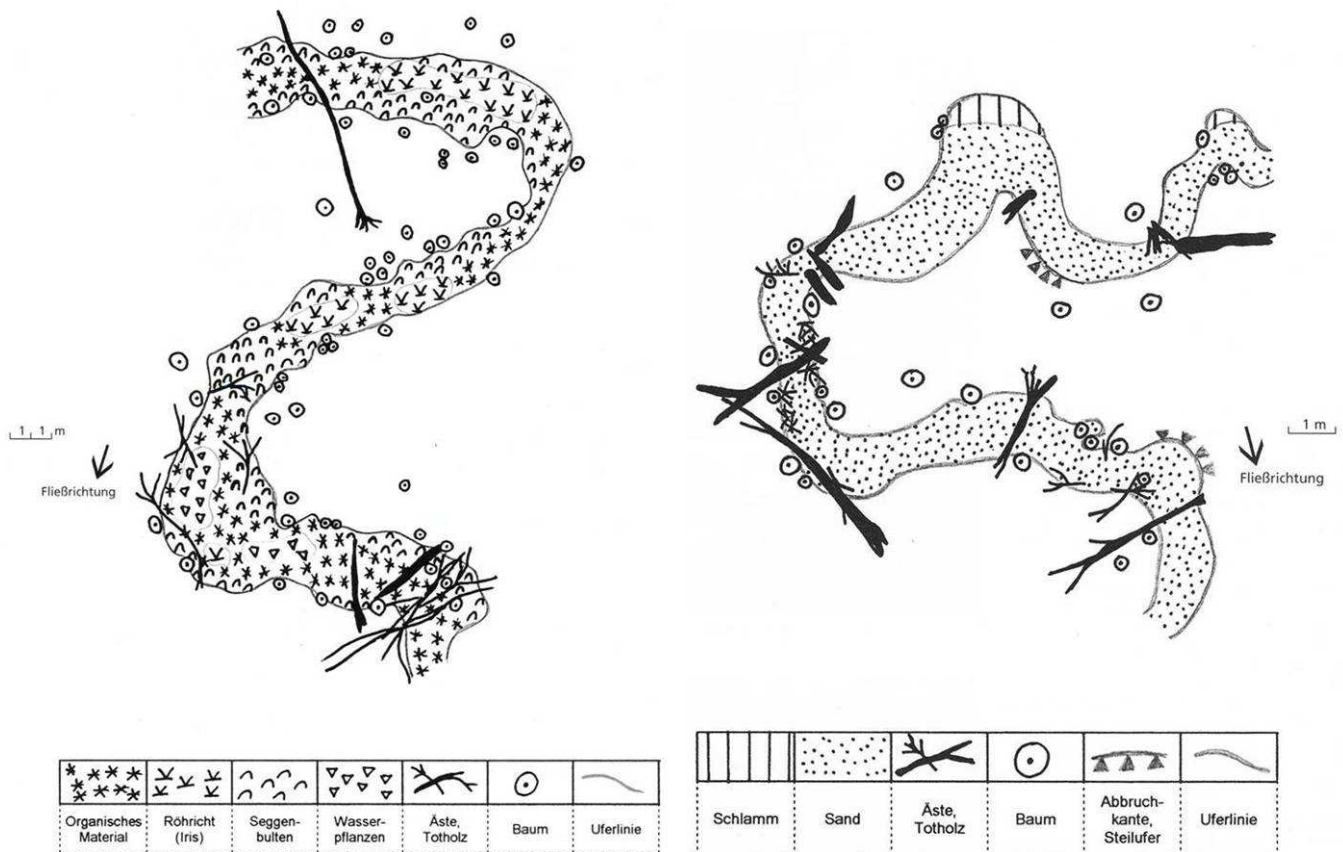 1 1 m
Fließrichtung
1 m
Fließrichtung
Organisches
Material
Röhricht
(Iris)
Seggen-
bulten
Wasser-
pflanzen
Äste,
Totholz
Baum
Uferlinie
Schlamm
Sand
Äste,
Totholz
Baum
Abbruch-
kante,
Steilufer
Uferlinie